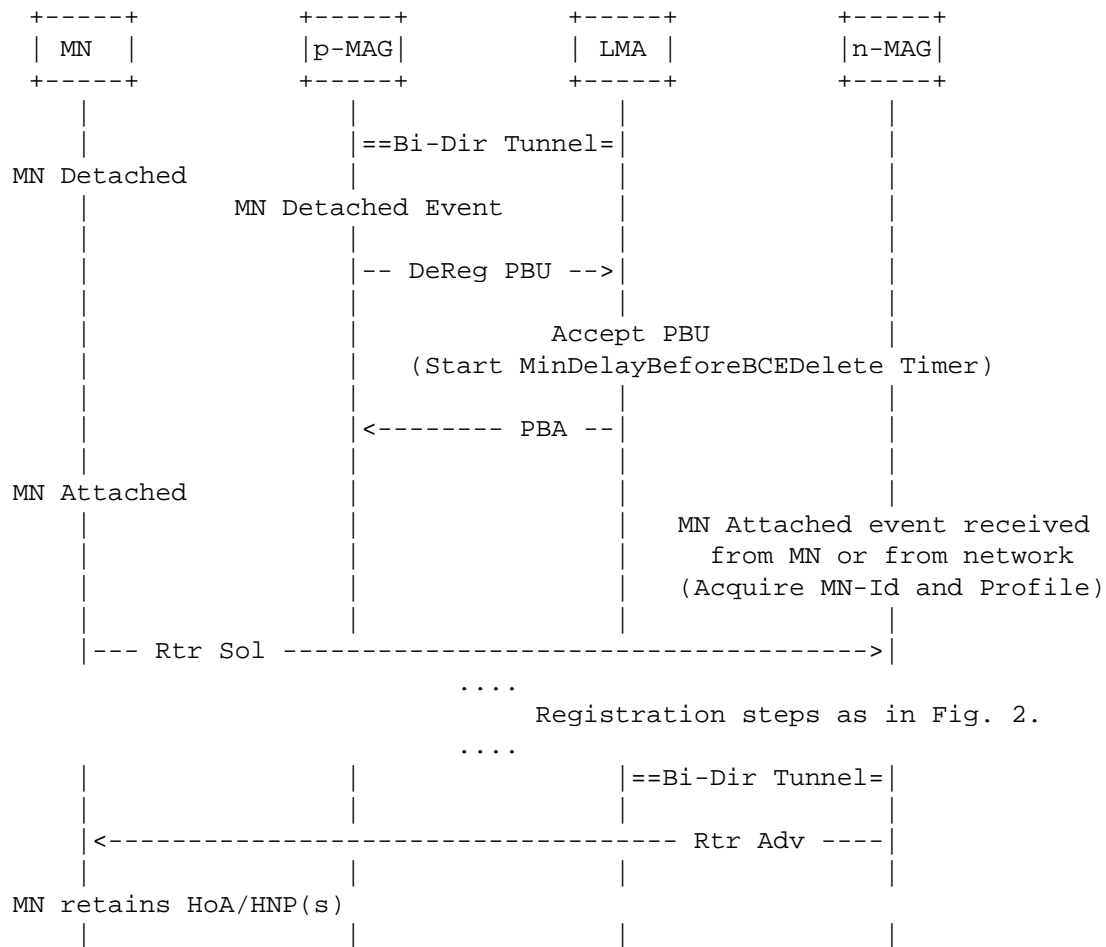 +-----+          +-----+          +-----+          +-----+
| MN  |          |p-MAG|          | LMA |          |n-MAG|
+-----+          +-----+          +-----+          +-----+
|==Bi-Dir Tunnel=|
MN Detached
MN Detached Event
|-- DeReg PBU -->|
Accept PBU
(Start MinDelayBeforeBCEDelete Timer)
|<-------- PBA --|
MN Attached
MN Attached event received
from MN or from network
(Acquire MN-Id and Profile)
|--- Rtr Sol ------------------------------------->|
....
Registration steps as in Fig. 2.
....
|==Bi-Dir Tunnel=|
|<------------------------------------ Rtr Adv ----|
MN retains HoA/HNP(s)